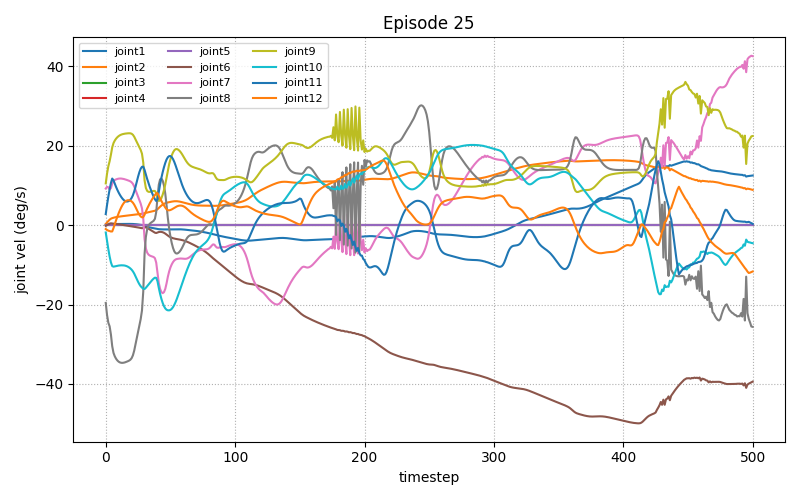 Episode 25
joint1 joint5 joint9
joint2 joint6 joint10
joint3 joint7 joint11
joint4 joint8 joint12
joint vel (deg/s)
40
20
0
−20
−40
0 100 200 300 400 500
timestep